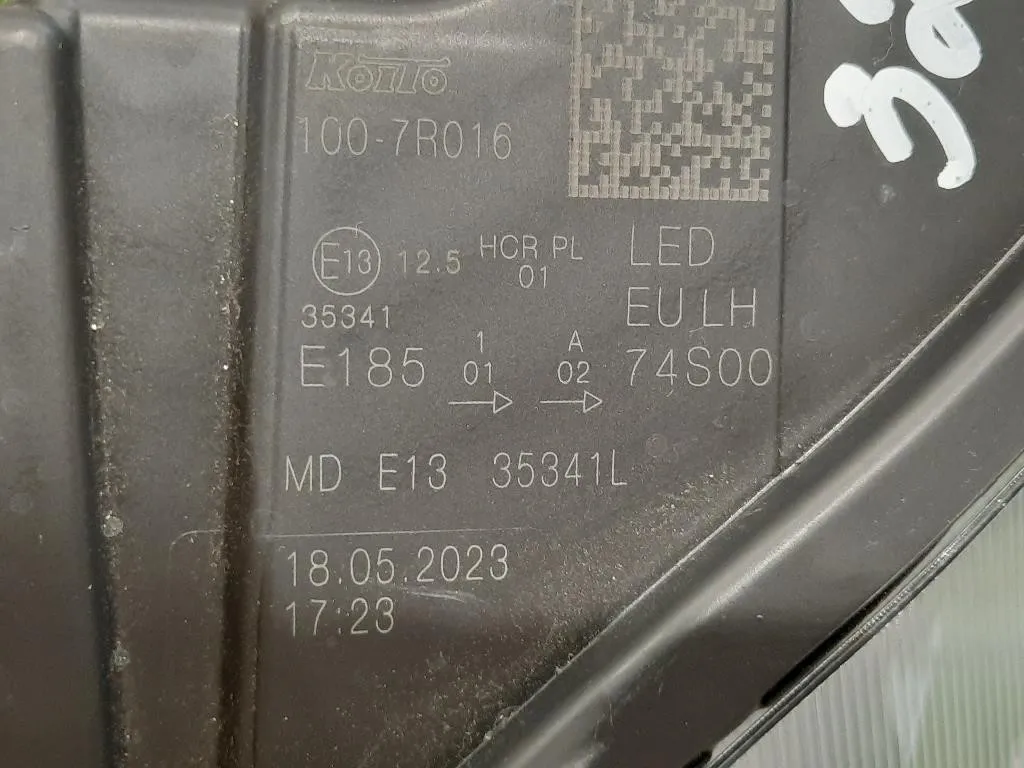 KOITO
100-7R016
E13 12.5 HCR PL LED
01
35341 EU LH
1 A
E185 01 02 74S00
MD E13 35341L
18.05.2023
17:23